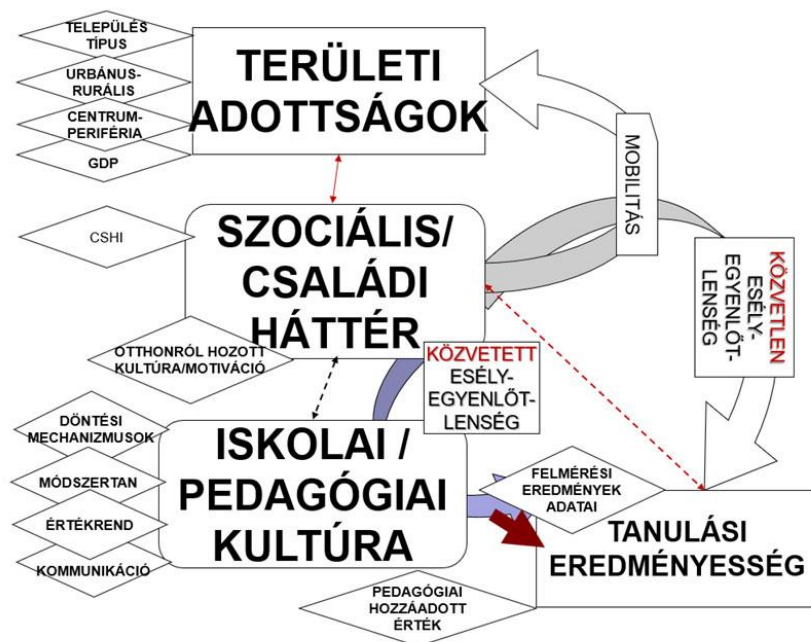 TELEPÜLÉS
TÍPUS
URBÁNUS-
RURÁLIS
CENTRUM-
PERIFÉRIA
GDP
TERÜLETI
ADOTTSÁGOK
MOBILITÁS
CSHI
SZOCIÁLIS/
CSALÁDI
HÁTTÉR
KÖZVETLEN
ESÉLY-
EGYENLŐT-
LENSÉG
OTTHONRÓL HOZOTT
KULTÚRA/MOTIVÁCIÓ
KÖZVETETT
ESÉLY-
EGYENLŐT-
LENSÉG
DÖNTÉSI
MECHANIZMUSOK
MÓDSZERTAN
ÉRTÉKREND
KOMMUNIKÁCIÓ
ISKOLAI /
PEDAGÓGIAI
KULTÚRA
FELMÉRÉSI
EREDMÉNYEK
ADATAI
TANULÁSI
EREDMÉNYESSÉG
PEDAGÓGIAI
HOZZÁADOTT
ÉRTÉK